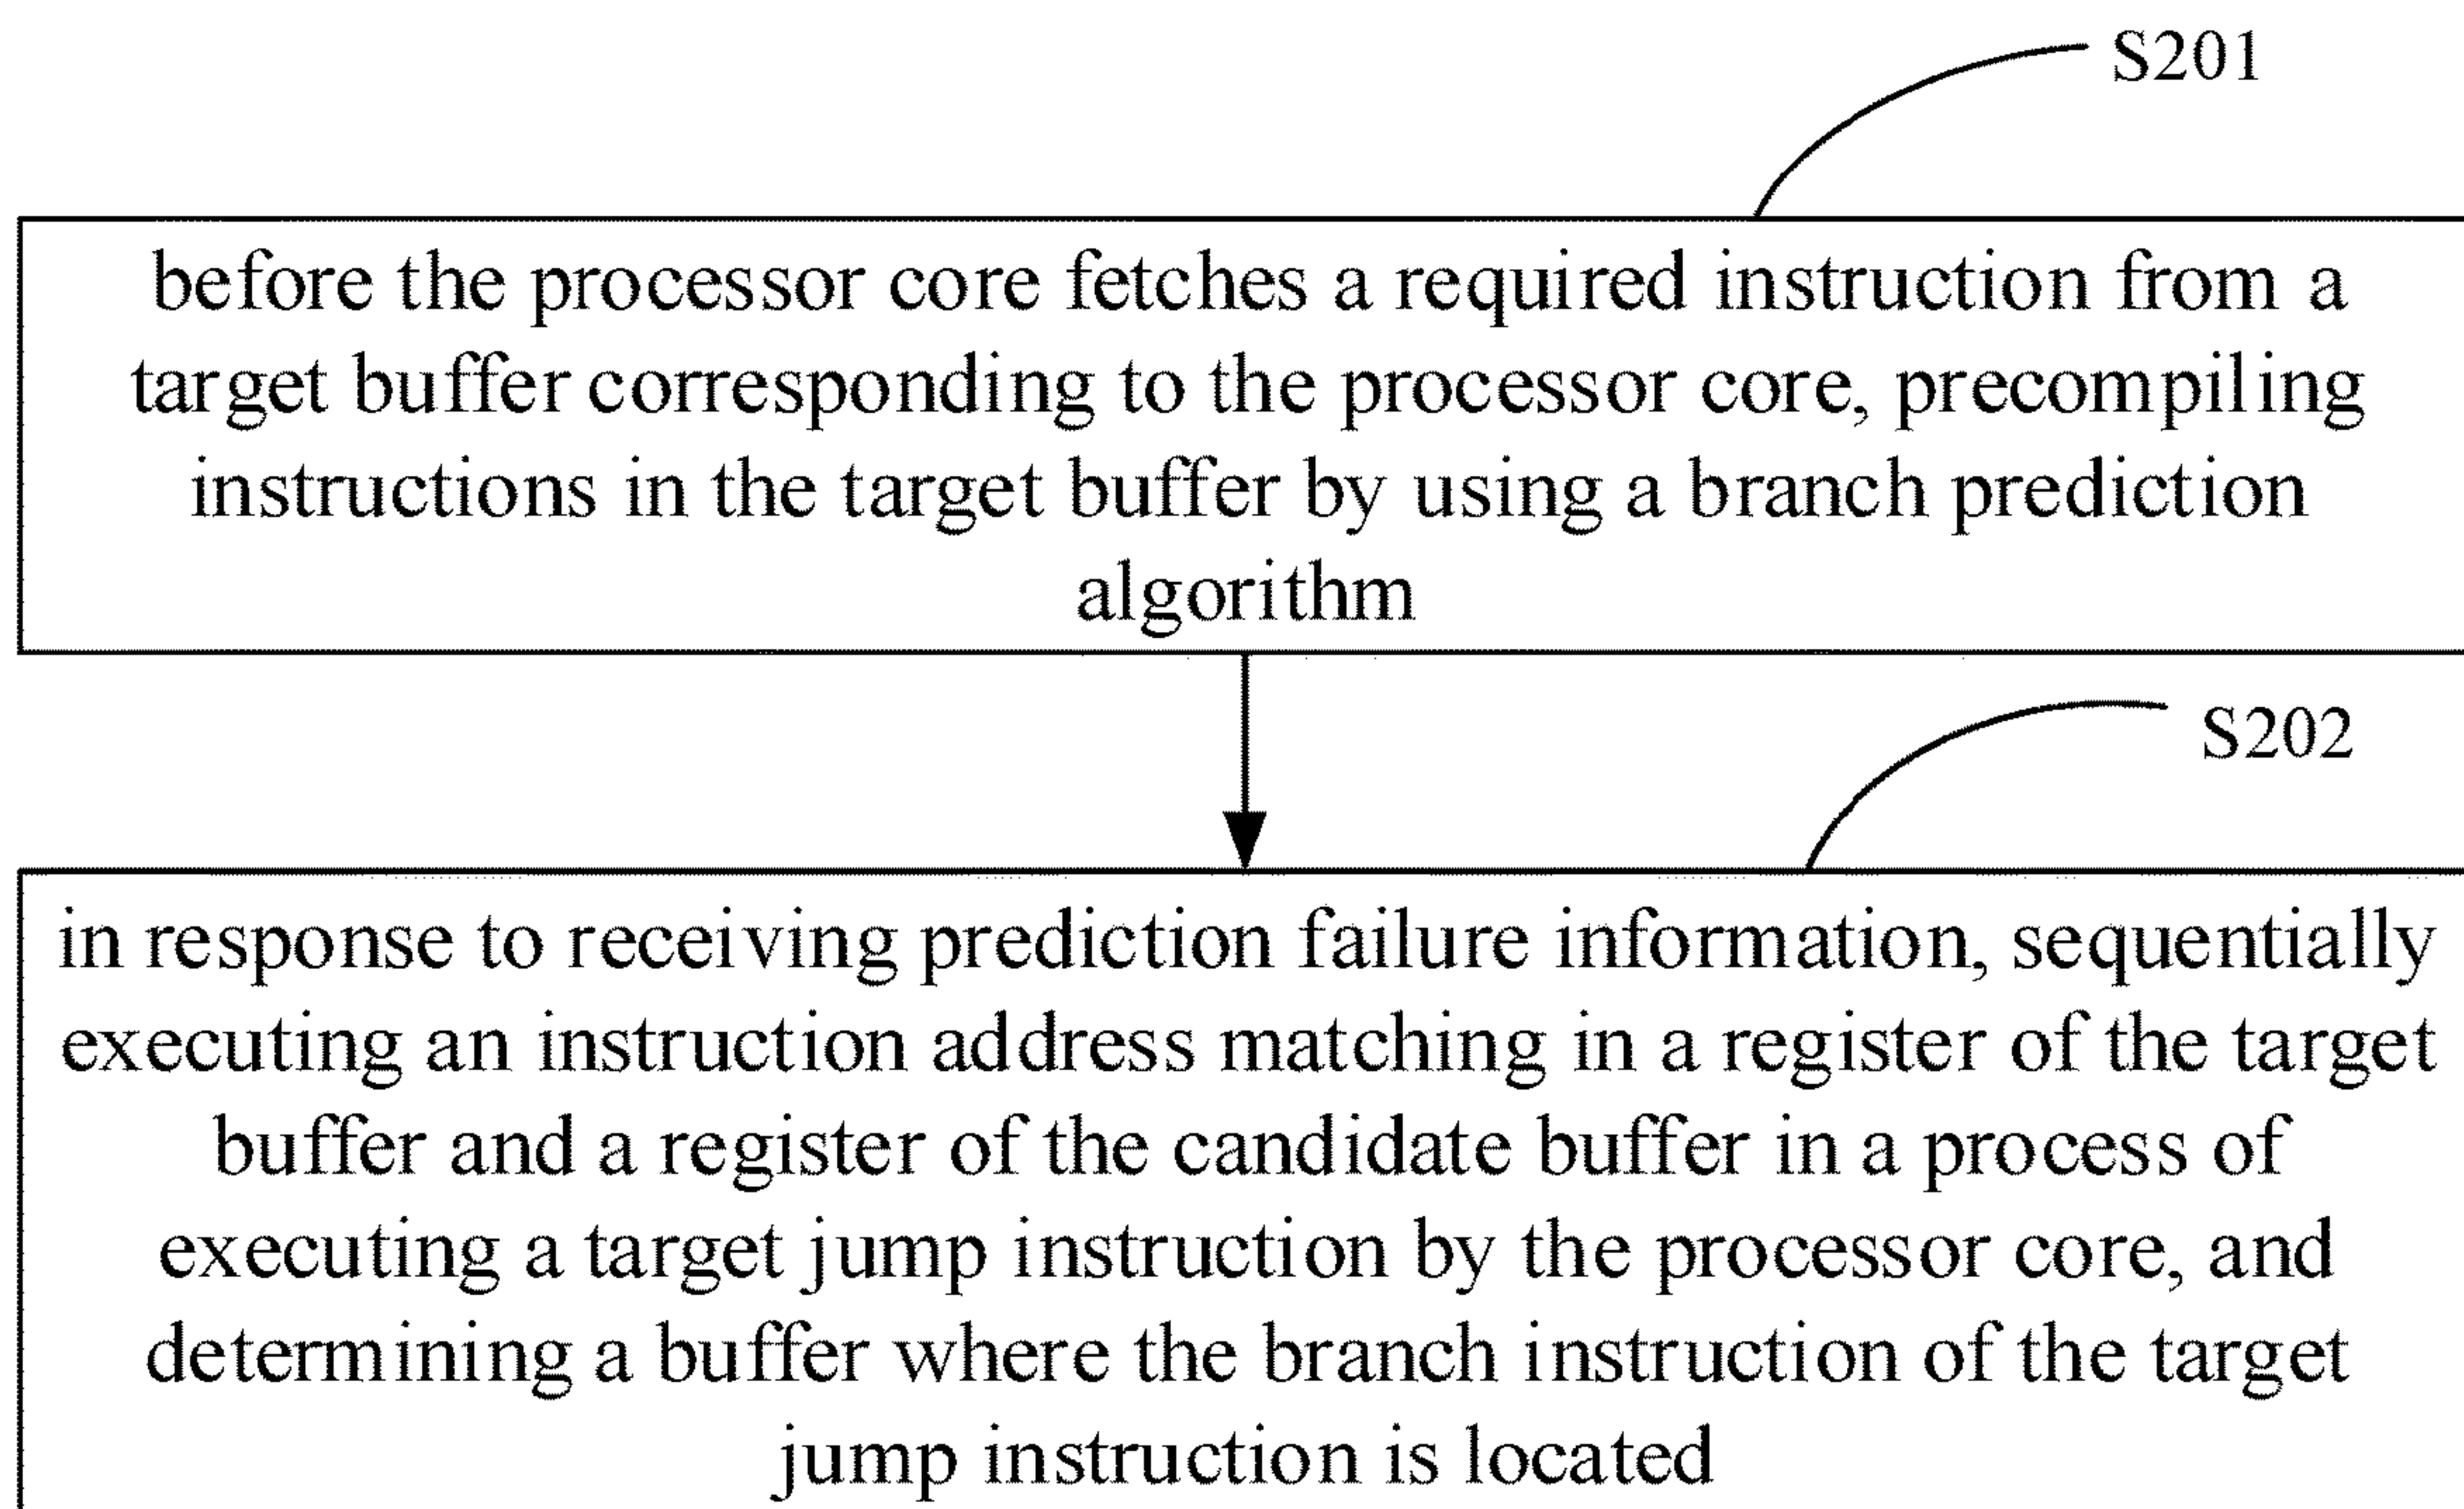 S201
before the processor core fetches a required instruction from a
target buffer corresponding to the processor core, precompiling
instructions in the target buffer by using a branch prediction
algorithm
S202
in response to receiving prediction failure information, sequentially
executing an instruction address matching in a register of the target
buffer and a register of the candidate buffer in a process of
executing a target jump instruction by the processor core, and
determining a buffer where the branch instruction of the target
jump instruction is located